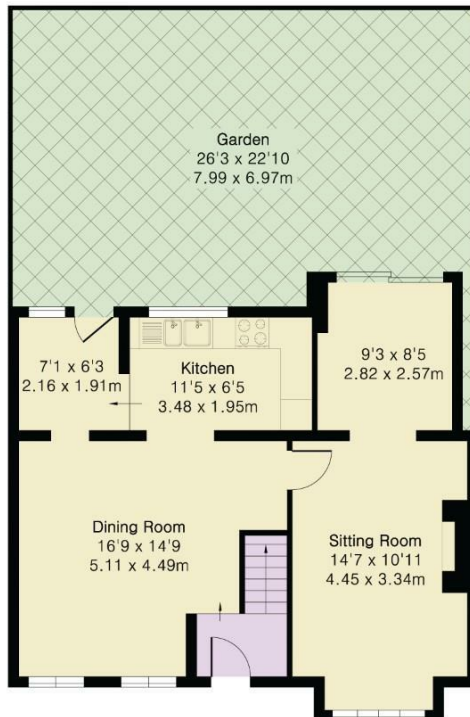 Garden
26'3 x 22'10
7.99 x 6.97m
7'1 x 6'3
2.16 x 1.91m
Kitchen
11'5 x 6'5
3.48 x 1.95m
9'3 x 8'5
2.82 x 2.57m
Dining Room
16'9 x 14'9
5.11 x 4.49m
Sitting Room
14'7 x 10'11
4.45 x 3.34m